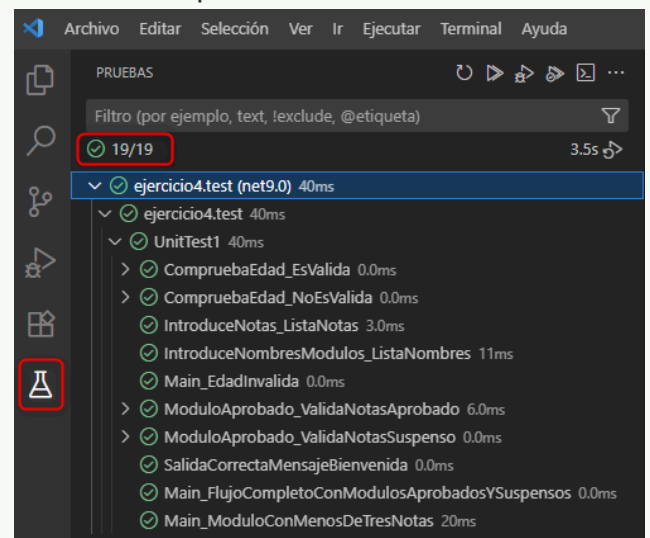 Archivo Editar Selección Ver Ir Ejecutar Terminal Ayuda
PRUEBAS
Filtro (por ejemplo, text, !exclude, @etiqueta)
19/19 3.5s
ejercicio4.test (net9.0) 40ms
ejercicio4.test 40ms
UnitTest1 40ms
CompruebaEdad_EsValida 0.0ms
CompruebaEdad_NoEsValida 0.0ms
IntroduceNotas_ListaNotas 3.0ms
IntroduceNombresModulos_ListaNombres 11ms
Main_EdadInvalida 0.0ms
ModuloAprobado_ValidaNotasAprobado 6.0ms
ModuloAprobado_ValidaNotasSuspenso 0.0ms
SalidaCorrectaMensajeBienvenida 0.0ms
Main_FlujoCompletoConModulosAprobadosYSuspensos 0.0ms
Main_ModuloConMenosDeTresNotas 20ms